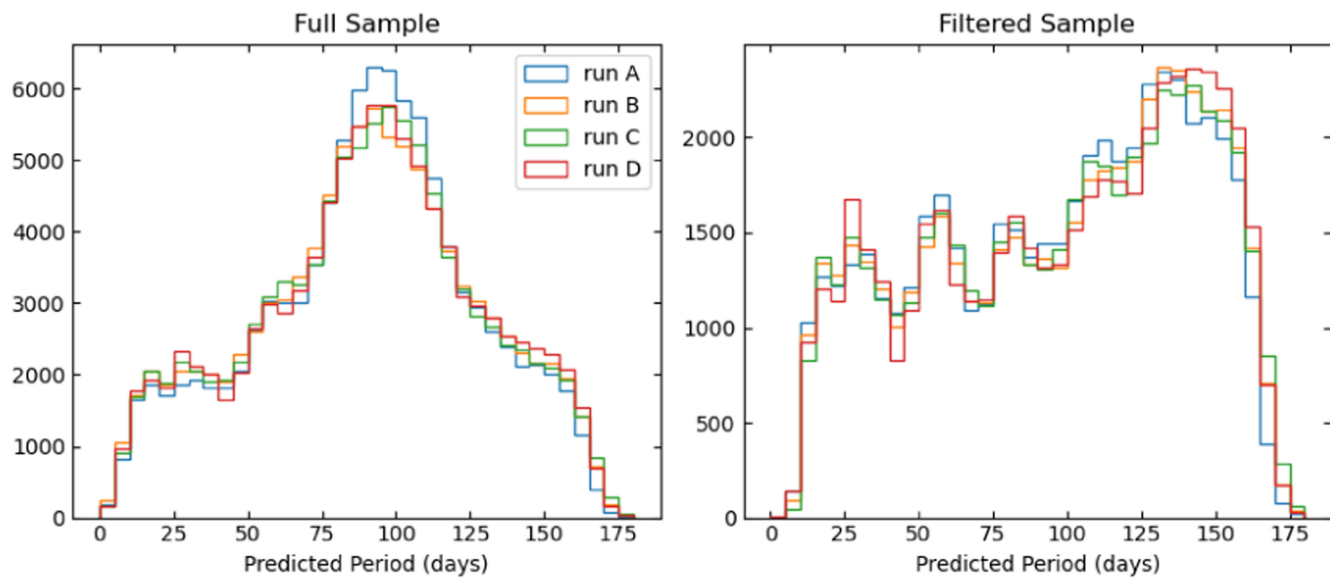 Full Sample
6000
5000
4000
3000
2000
1000
0
0 25 50 75 100 125 150 175
Predicted Period (days)
run A
run B
run C
run D
Filtered Sample
2000
1500
1000
500
0
0 25 50 75 100 125 150 175
Predicted Period (days)